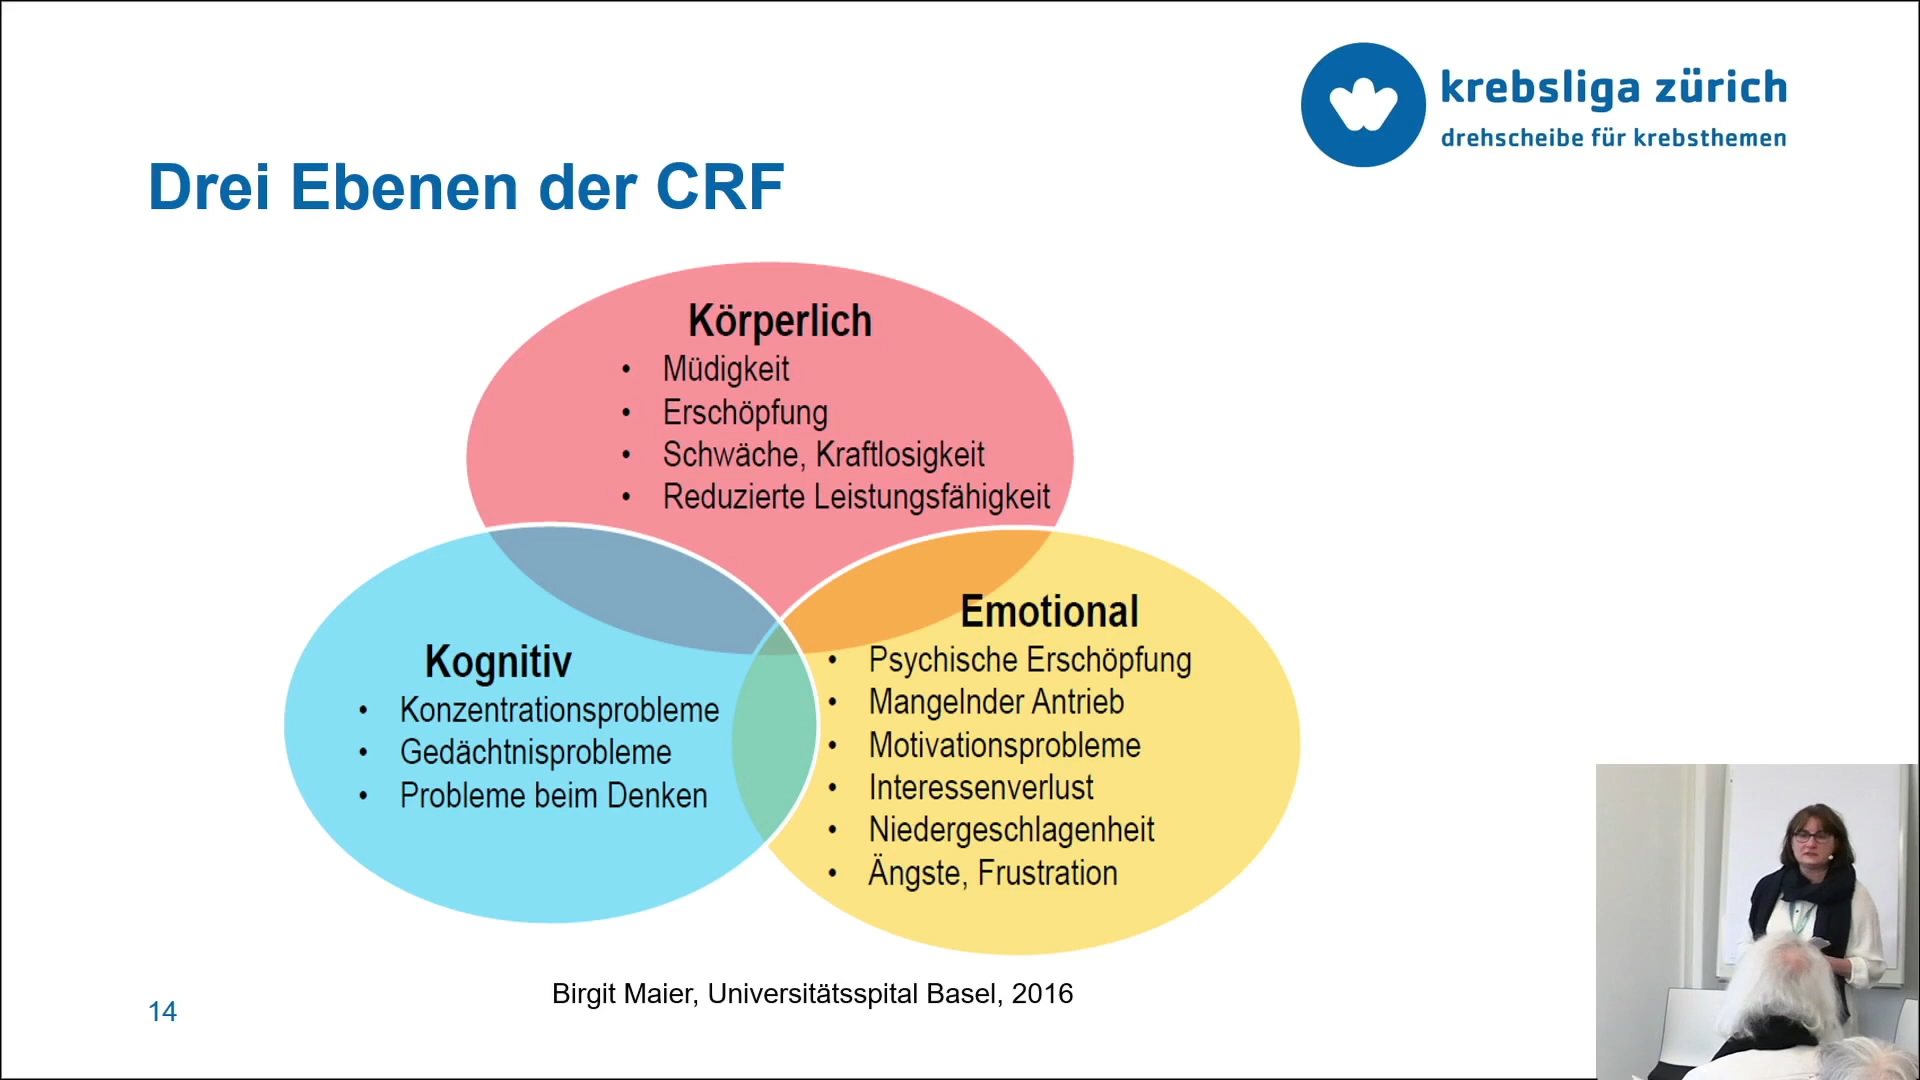 krebsliga zürich
drehscheibe für krebsthemen
Drei Ebenen der CRF
Körperlich
• Müdigkeit
• Erschöpfung
• Schwäche, Kraftlosigkeit
• Reduzierte Leistungsfähigkeit
Kognitiv
• Konzentrationsprobleme
• Gedächtnisprobleme
• Probleme beim Denken
Emotional
• Psychische Erschöpfung
• Mangelnder Antrieb
• Motivationsprobleme
• Interessenverlust
• Niedergeschlagenheit
• Ängste, Frustration
Birgit Maier, Universitätsspital Basel, 2016
14